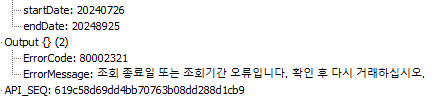 startDate: 20240726
endDate: 20248925
Output {} (2)
ErrorCode: 80002321
ErrorMessage: 조회 종료일 또는 조회기간 오류입니다. 확인 후 다시 거래하십시오.
API_SEQ: 619c58d69dd4bb70763b08dd288d1cb9